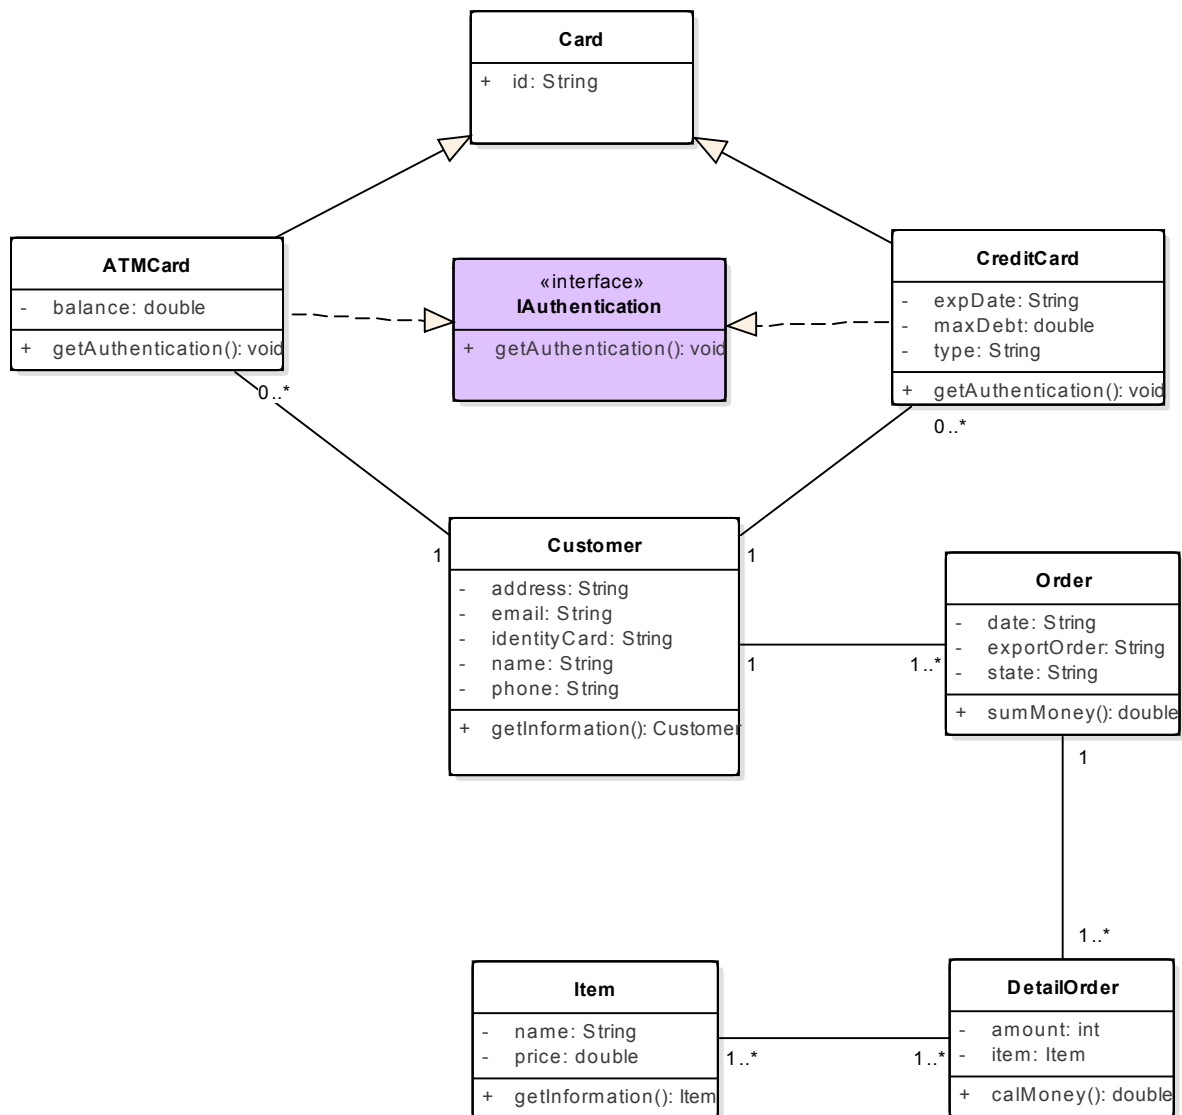 Card
+ id: String
ATMCard
- balance: double
+ getAuthentication(): void
«interface»
IAuthentication
+ getAuthentication(): void
CreditCard
- expDate: String
- maxDebt: double
- type: String
+ getAuthentication(): void
0..*
0..*
1
1
Customer
- address: String
- email: String
- identityCard: String
- name: String
- phone: String
+ getInformation(): Customer
1
1..*
Order
- date: String
- exportOrder: String
- state: String
+ sumMoney(): double
1
1..*
Item
- name: String
- price: double
+ getInformation(): Item
1..*
1..*
DetailOrder
- amount: int
- item: Item
+ calMoney(): double